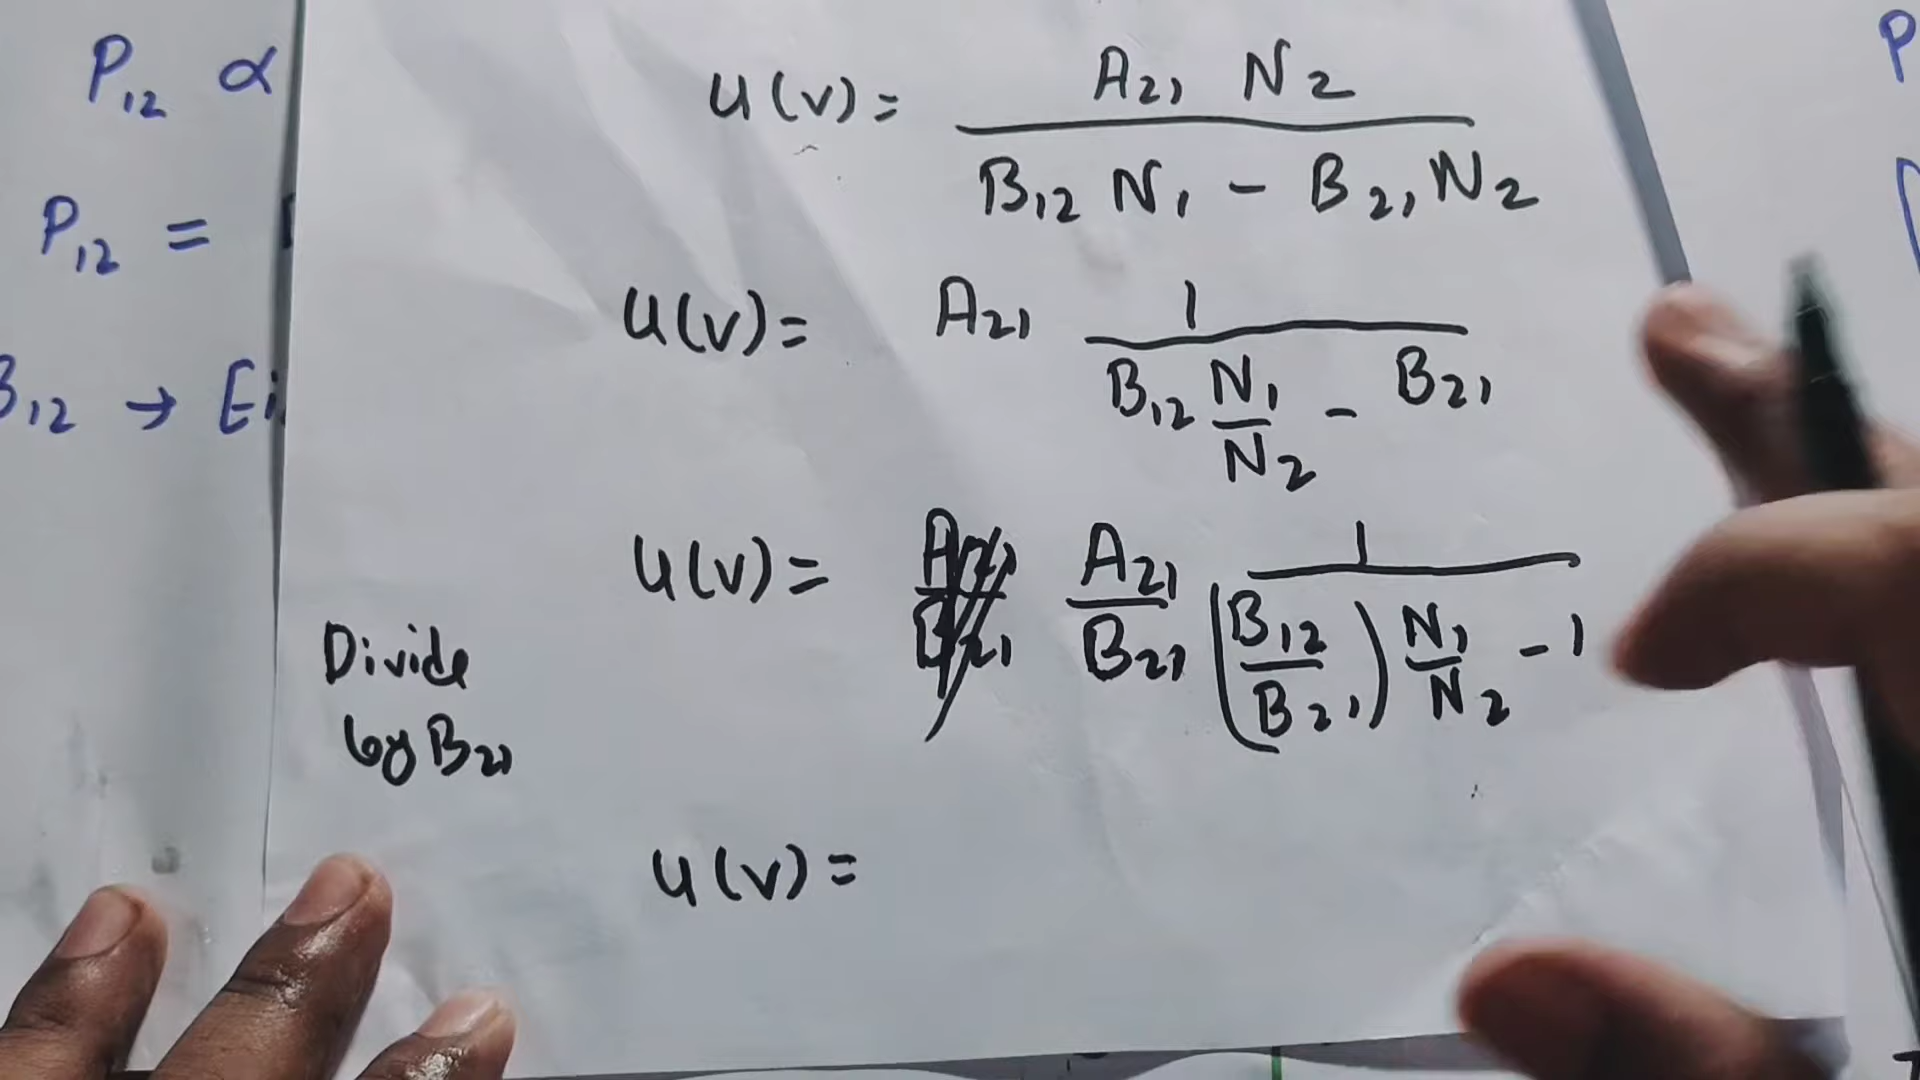 P₁₂ α
P₁₂ =
B₁₂ →
u(v) = A₂₁ N₂ / B₁₂ N₁ - B₂₁ N₂
u(v) = A₂₁ 1 / B₁₂ N₁/N₂ - B₂₁
u(v) = A₂₁/B₂₁ 1 / (B₁₂/B₂₁) N₁/N₂ - 1
Divide
by B₂₁
u(v) =